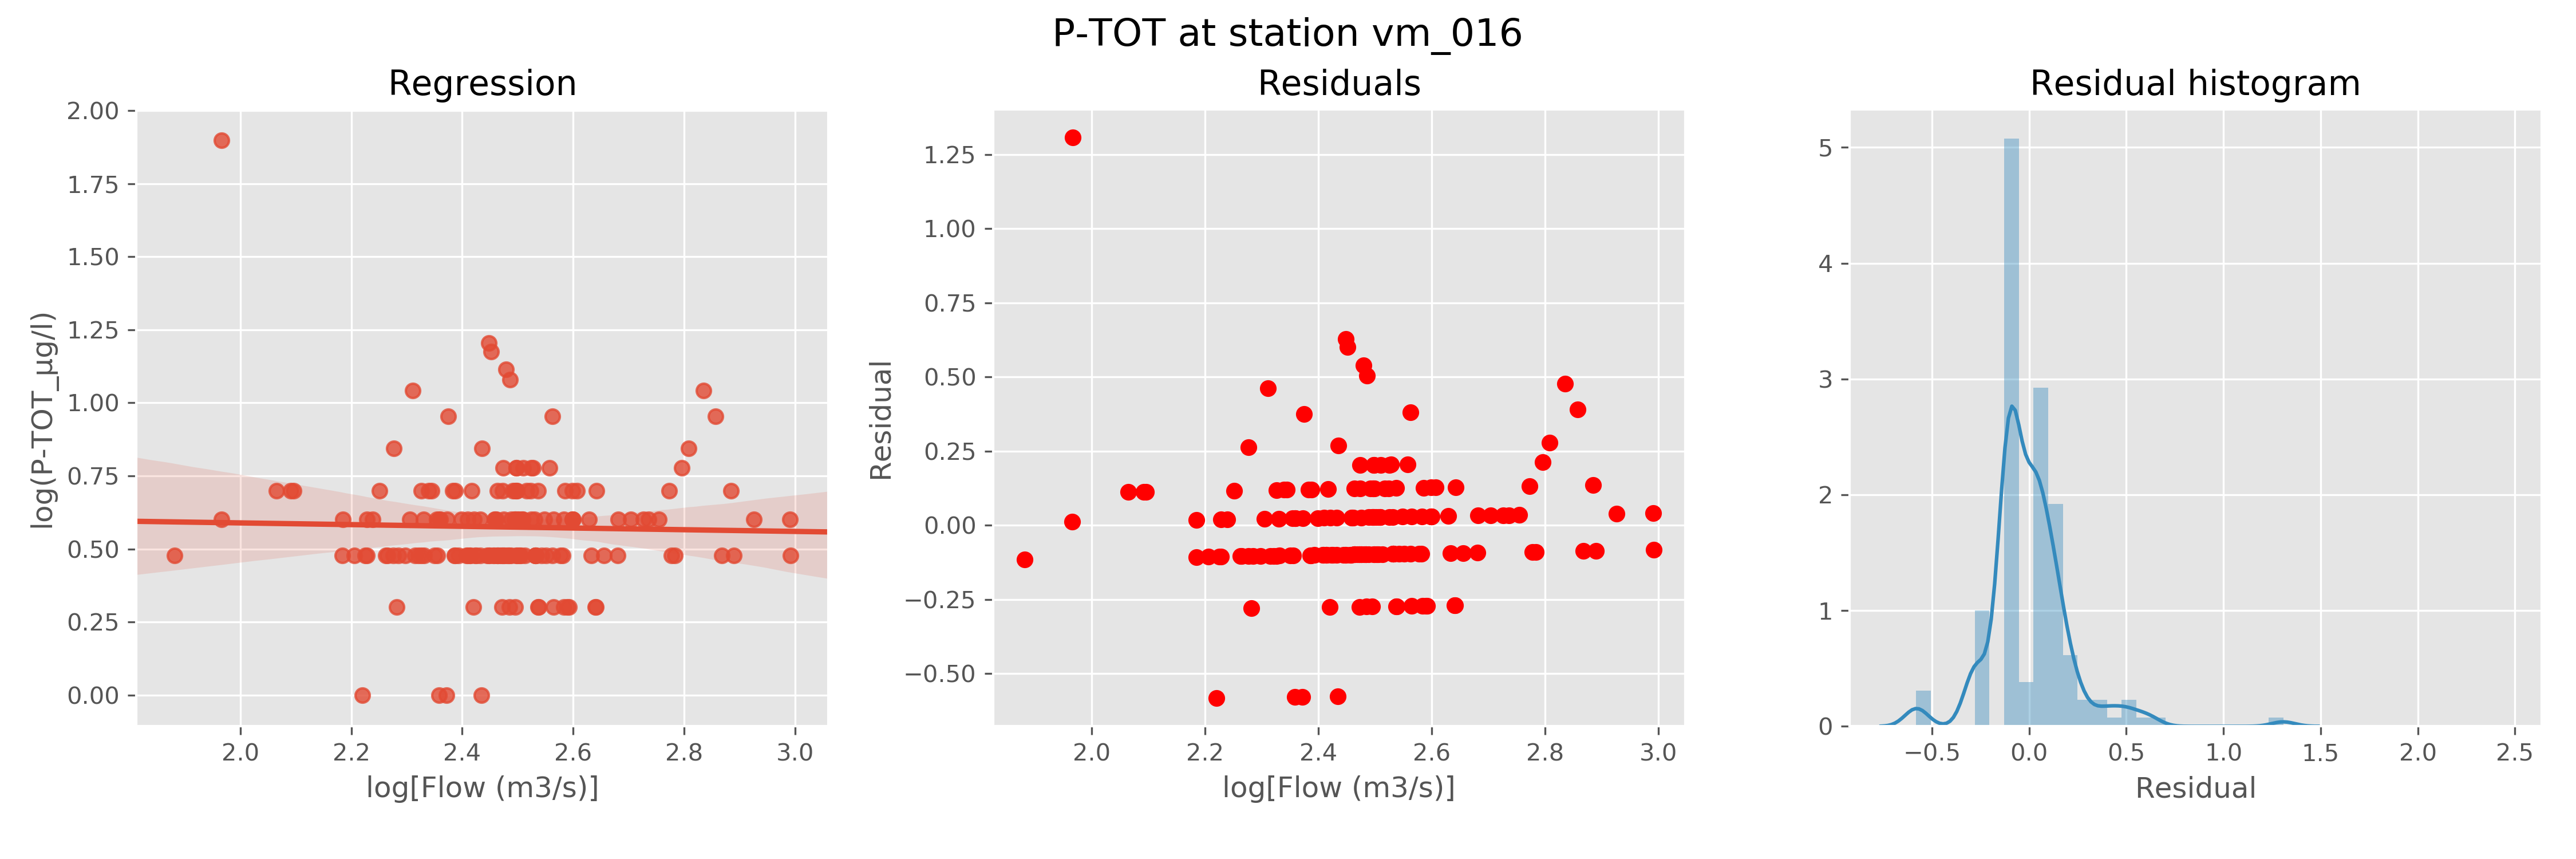 P-TOT at station vm_016
Regression
2.00
1.75
1.50
1.25
1.00
0.75
0.50
0.25
0.00
log(P-TOT_µg/l)
2.0 2.2 2.4 2.6 2.8 3.0
log[Flow (m3/s)]
Residuals
1.25
1.00
0.75
0.50
0.25
0.00
−0.25
−0.50
Residual
2.0 2.2 2.4 2.6 2.8 3.0
log[Flow (m3/s)]
Residual histogram
5
4
3
2
1
0
−0.5 0.0 0.5 1.0 1.5 2.0 2.5
Residual